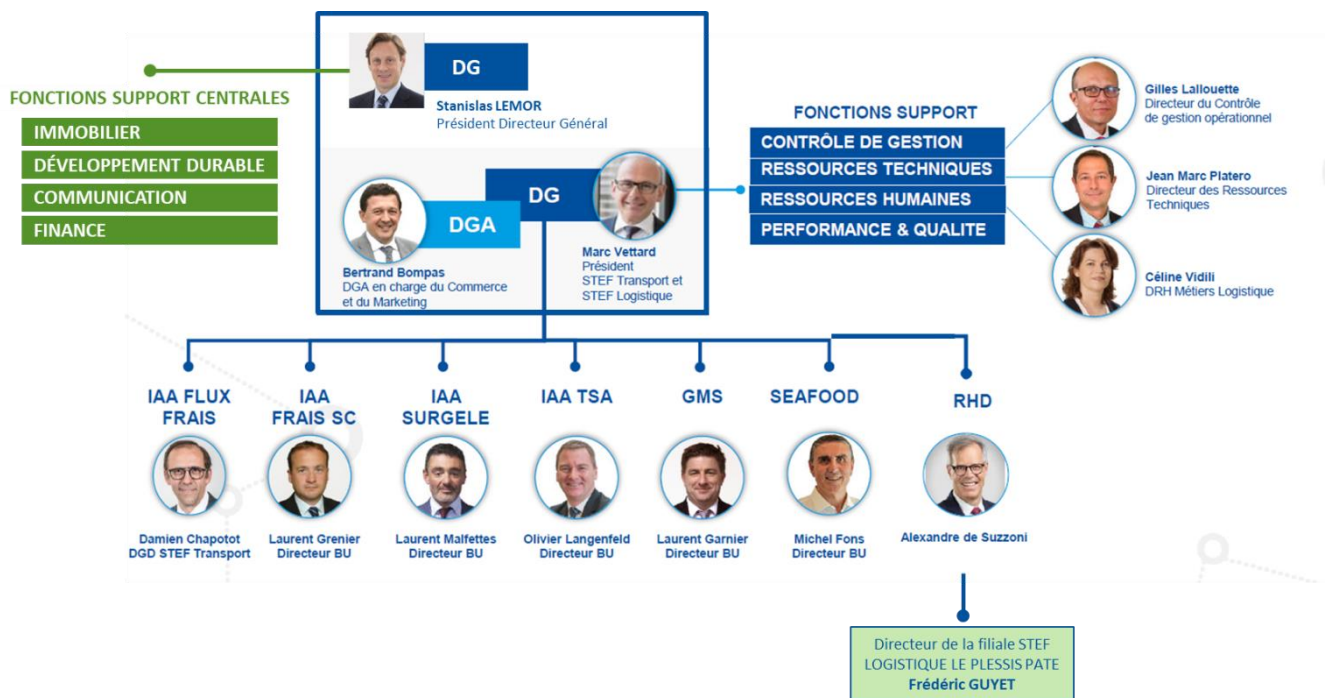 DG
Stanislas LEMOR
Président Directeur Général
FONCTIONS SUPPORT CENTRALES
IMMOBILIER
DÉVELOPPEMENT DURABLE
COMMUNICATION
FINANCE
DG
DGA
Bertrand Bompas
DGA en charge du Commerce
et du Marketing
Marc Vettard
Président
STEF Transport et
STEF Logistique
FONCTIONS SUPPORT
CONTRÔLE DE GESTION
RESSOURCES TECHNIQUES
RESSOURCES HUMAINES
PERFORMANCE & QUALITE
Gilles Lallouette
Directeur du Contrôle
de gestion opérationnel
Jean Marc Platero
Directeur des Ressources
Techniques
Céline Vidili
DRH Métiers Logistique
IAA FLUX
FRAIS
Damien Chapotot
DGD STEF Transport
IAA
FRAIS SC
Laurent Grenier
Directeur BU
IAA
SURGELE
Laurent Malfettes
Directeur BU
IAA TSA
Olivier Langenfeld
Directeur BU
GMS
Laurent Garnier
Directeur BU
SEAFOOD
Michel Fons
Directeur BU
RHD
Alexandre de Suzzoni
Directeur de la filiale STEF
LOGISTIQUE LE PLESSIS PATE
Frédéric GUYET